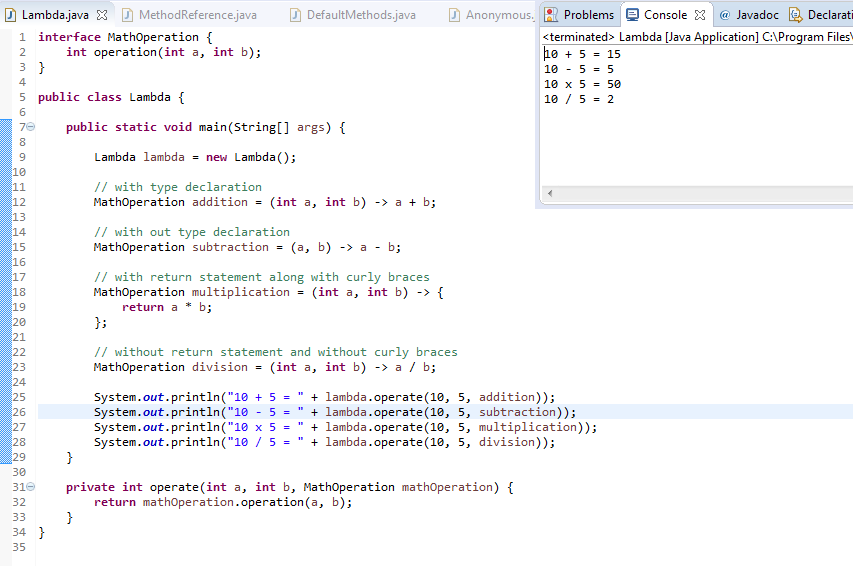 Lambda.java MethodReference.java DefaultMethods.java Anonymous.
1 interface MathOperation {
2     int operation(int a, int b);
3 }
4
5 public class Lambda {
6
7     public static void main(String[] args) {
8
9         Lambda lambda = new Lambda();
10
11         // with type declaration
12         MathOperation addition = (int a, int b) -> a + b;
13
14         // with out type declaration
15         MathOperation subtraction = (a, b) -> a - b;
16
17         // with return statement along with curly braces
18         MathOperation multiplication = (int a, int b) -> {
19             return a * b;
20         };
21
22         // without return statement and without curly braces
23         MathOperation division = (int a, int b) -> a / b;
24
25         System.out.println("10 + 5 = " + lambda.operate(10, 5, addition));
26         System.out.println("10 - 5 = " + lambda.operate(10, 5, subtraction));
27         System.out.println("10 x 5 = " + lambda.operate(10, 5, multiplication));
28         System.out.println("10 / 5 = " + lambda.operate(10, 5, division));
29     }
30
31     private int operate(int a, int b, MathOperation mathOperation) {
32         return mathOperation.operation(a, b);
33     }
34 }
35
Problems Console @ Javadoc Declarati
<terminated> Lambda [Java Application] C:\Program Files\
10 + 5 = 15
10 - 5 = 5
10 x 5 = 50
10 / 5 = 2